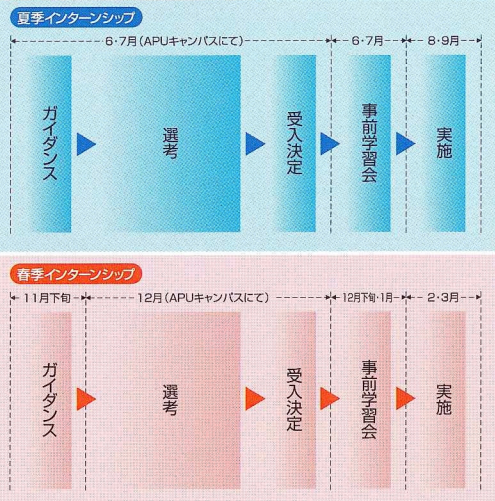 夏季インターンシップ
6・7月(APUキャンパスにて)
6・7月
8・9月
ガイダンス
選考
受入決定
事前学習会
実施
春季インターンシップ
11月下旬
12月(APUキャンパスにて)
12月下旬・1月
2・3月
ガイダンス
選考
受入決定
事前学習会
実施